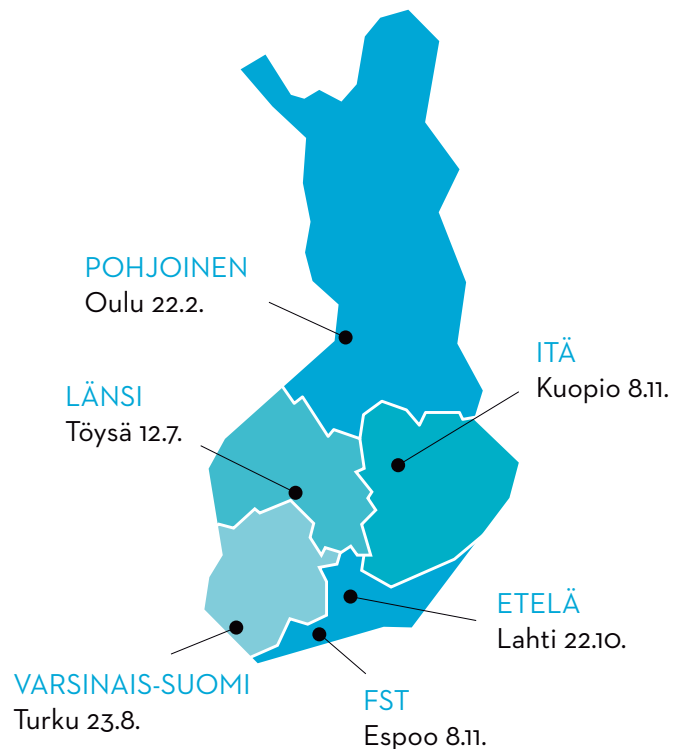 POHJOINEN
Oulu 22.2.
ITÄ
Kuopio 8.11.
LÄNSI
Töysä 12.7.
ETELÄ
Lahti 22.10.
VARSINAIS-SUOMI
Turku 23.8.
FST
Espoo 8.11.